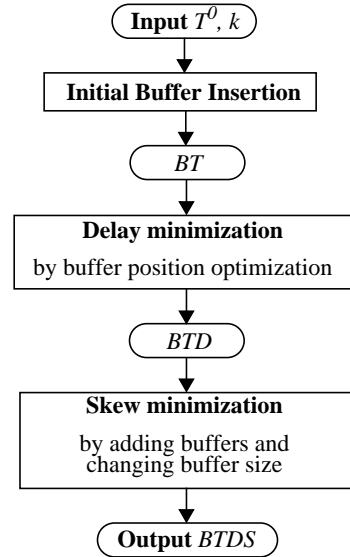 Input T⁰, k
Initial Buffer Insertion
BT
Delay minimization
by buffer position optimization
BTD
Skew minimization
by adding buffers and
changing buffer size
Output BTDS